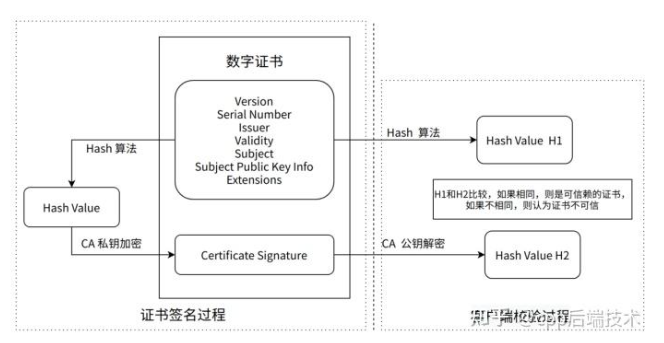 数字证书
Version
Serial Number
Issuer
Validity
Subject
Subject Public Key Info
Extensions
Hash 算法
Hash 算法
Hash Value H1
Hash Value
H1和H2比较，如果相同，则是可信赖的证书，
如果不相同，则认为证书不可信
CA 私钥加密
Certificate Signature
CA 公钥解密
Hash Value H2
证书签名过程
客户端校验过程
知乎 @app后端技术